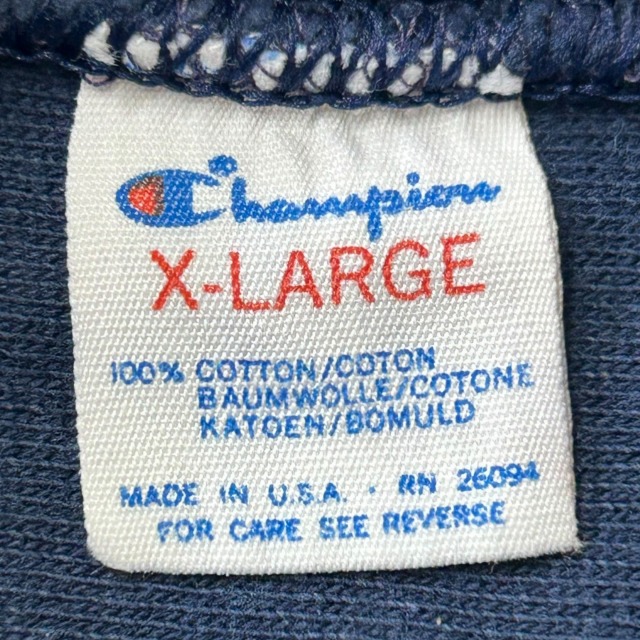 Champion
X-LARGE
100% COTTON/COTON
BAUMWOLLE/COTONE
KATOEN/BOMULD
MADE IN U.S.A. · RN 26094
FOR CARE SEE REVERSE